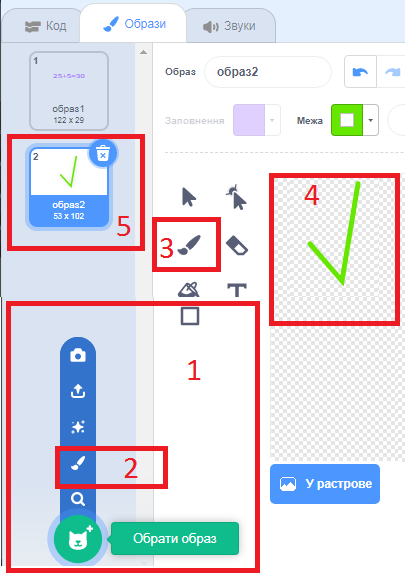 Код
Образи
Звуки
1
25+5=30
образ1
122 x 29
2
образ2
53 x 102
5
Образ
образ2
Заповнення
Межа
3
4
1
2
Обрати образ
У растрове